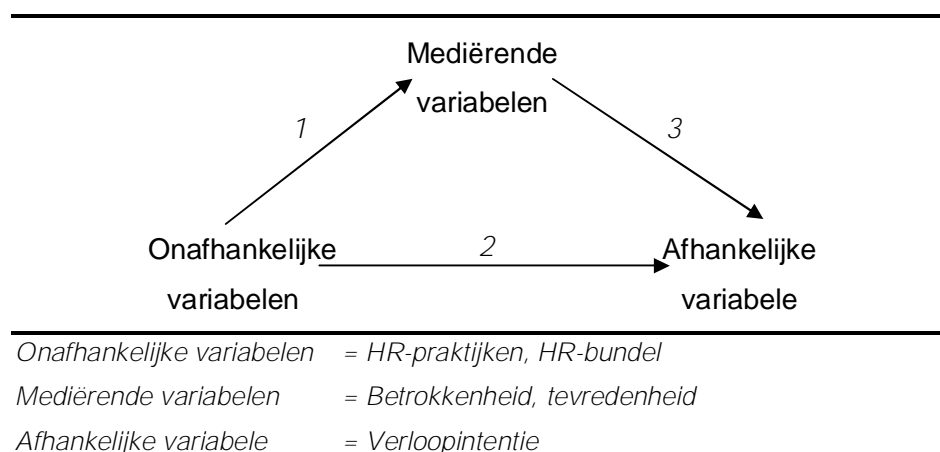 Mediërende
variabelen
1
3
Onafhankelijke
2
Afhankelijke
variabelen
variabele
Onafhankelijke variabelen = HR-praktijken, HR-bundel
Mediërende variabelen = Betrokkenheid, tevredenheid
Afhankelijke variabele = Verloopintentie